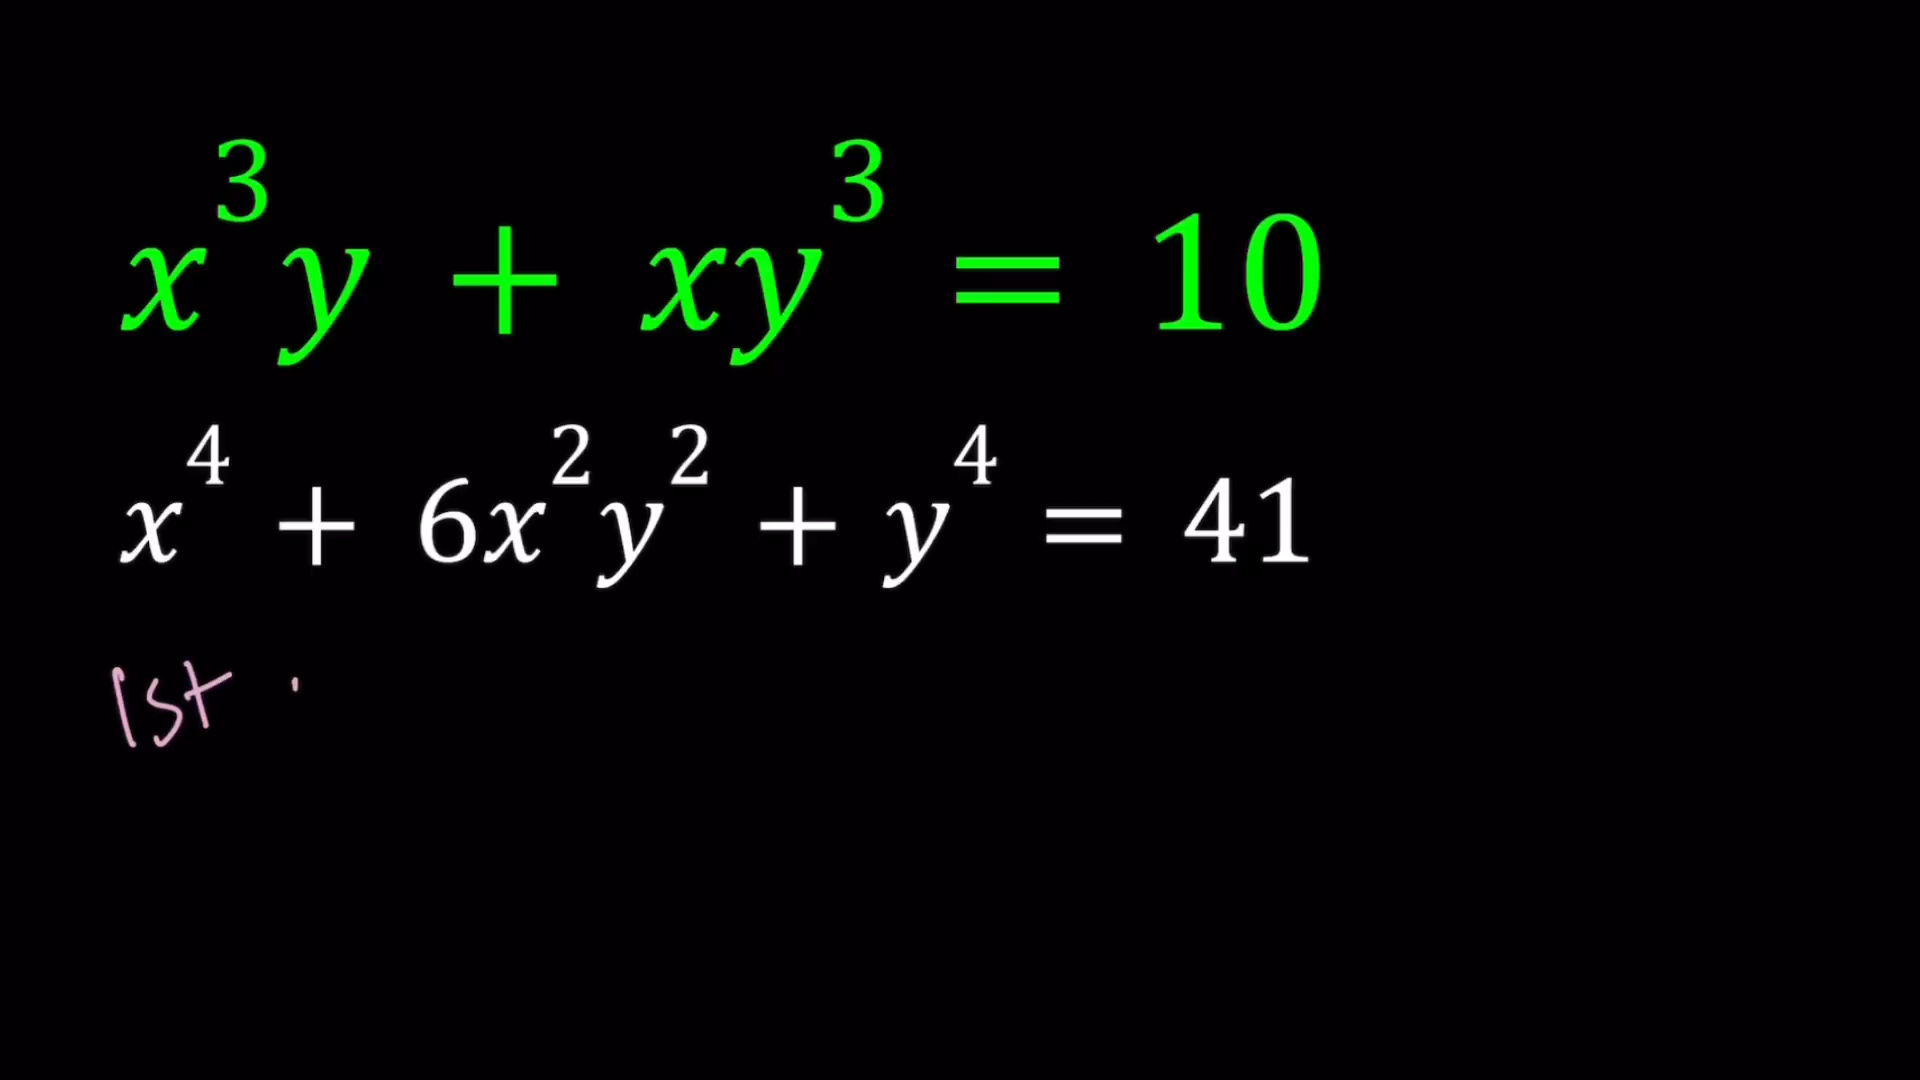 x³y + xy³ = 10
x⁴ + 6x²y² + y⁴ = 41
1st